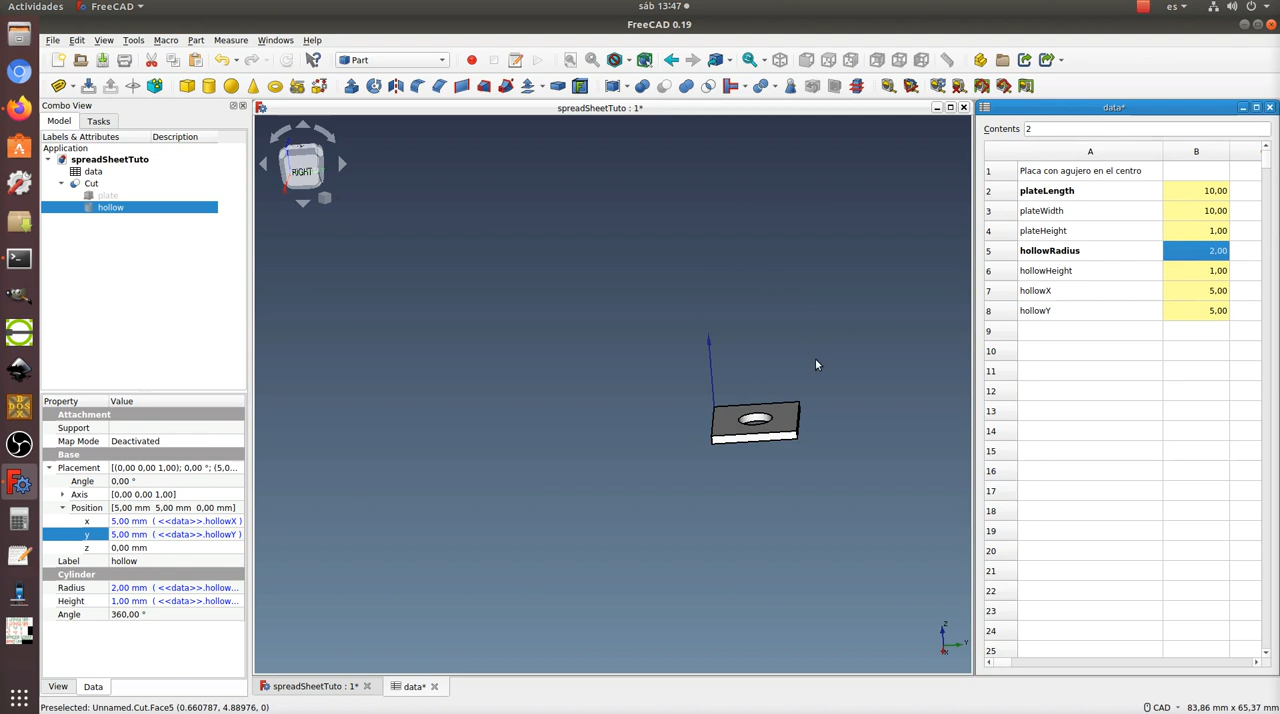 Actividades FreeCAD sáb 13:47 es
FreeCAD 0.19
File Edit View Tools Macro Part Measure Windows Help
Part
Combo View
spreadSheetTuto : 1*
data*
Model Tasks
Contents 2
Labels & Attributes Description
Application
spreadSheetTuto
data
Cut
plate
hollow
RIGHT
A B
1 Placa con agujero en el centro
2 plateLength 10,00
3 plateWidth 10,00
4 plateHeight 1,00
5 hollowRadius 2,00
6 hollowHeight 1,00
7 hollowX 5,00
8 hollowY 5,00
9
10
11
12
13
14
15
16
17
18
19
20
21
22
23
24
25
Property Value
Attachment
Support
Map Mode Deactivated
Base
Placement [(0,00 0,00 1,00); 0,00 °; (5,0...
Angle 0,00 °
Axis [0,00 0,00 1,00]
Position [5,00 mm 5,00 mm 0,00 mm]
x 5,00 mm ( <<data>>.hollowX )
y 5,00 mm ( <<data>>.hollowY )
z 0,00 mm
Label hollow
Cylinder
Radius 2,00 mm ( <<data>>.hollow...
Height 1,00 mm ( <<data>>.hollow...
Angle 360,00 °
Z
Y
View Data
spreadSheetTuto : 1* data*
Preselected: Unnamed.Cut.Face5 (0.660787, 4.88976, 0) CAD 83,86 mm x 65,37 mm